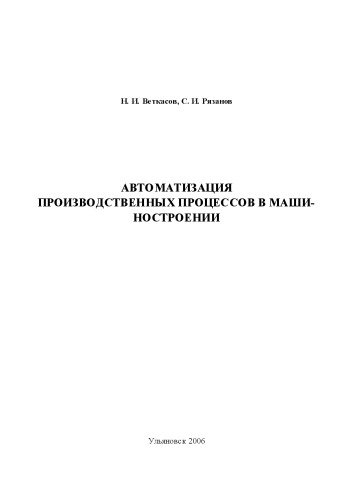 Н. И. Веткасов, С. И. Рязанов
АВТОМАТИЗАЦИЯ
ПРОИЗВОДСТВЕННЫХ ПРОЦЕССОВ В МАШИ-
НОСТРОЕНИИ
Ульяновск 2006